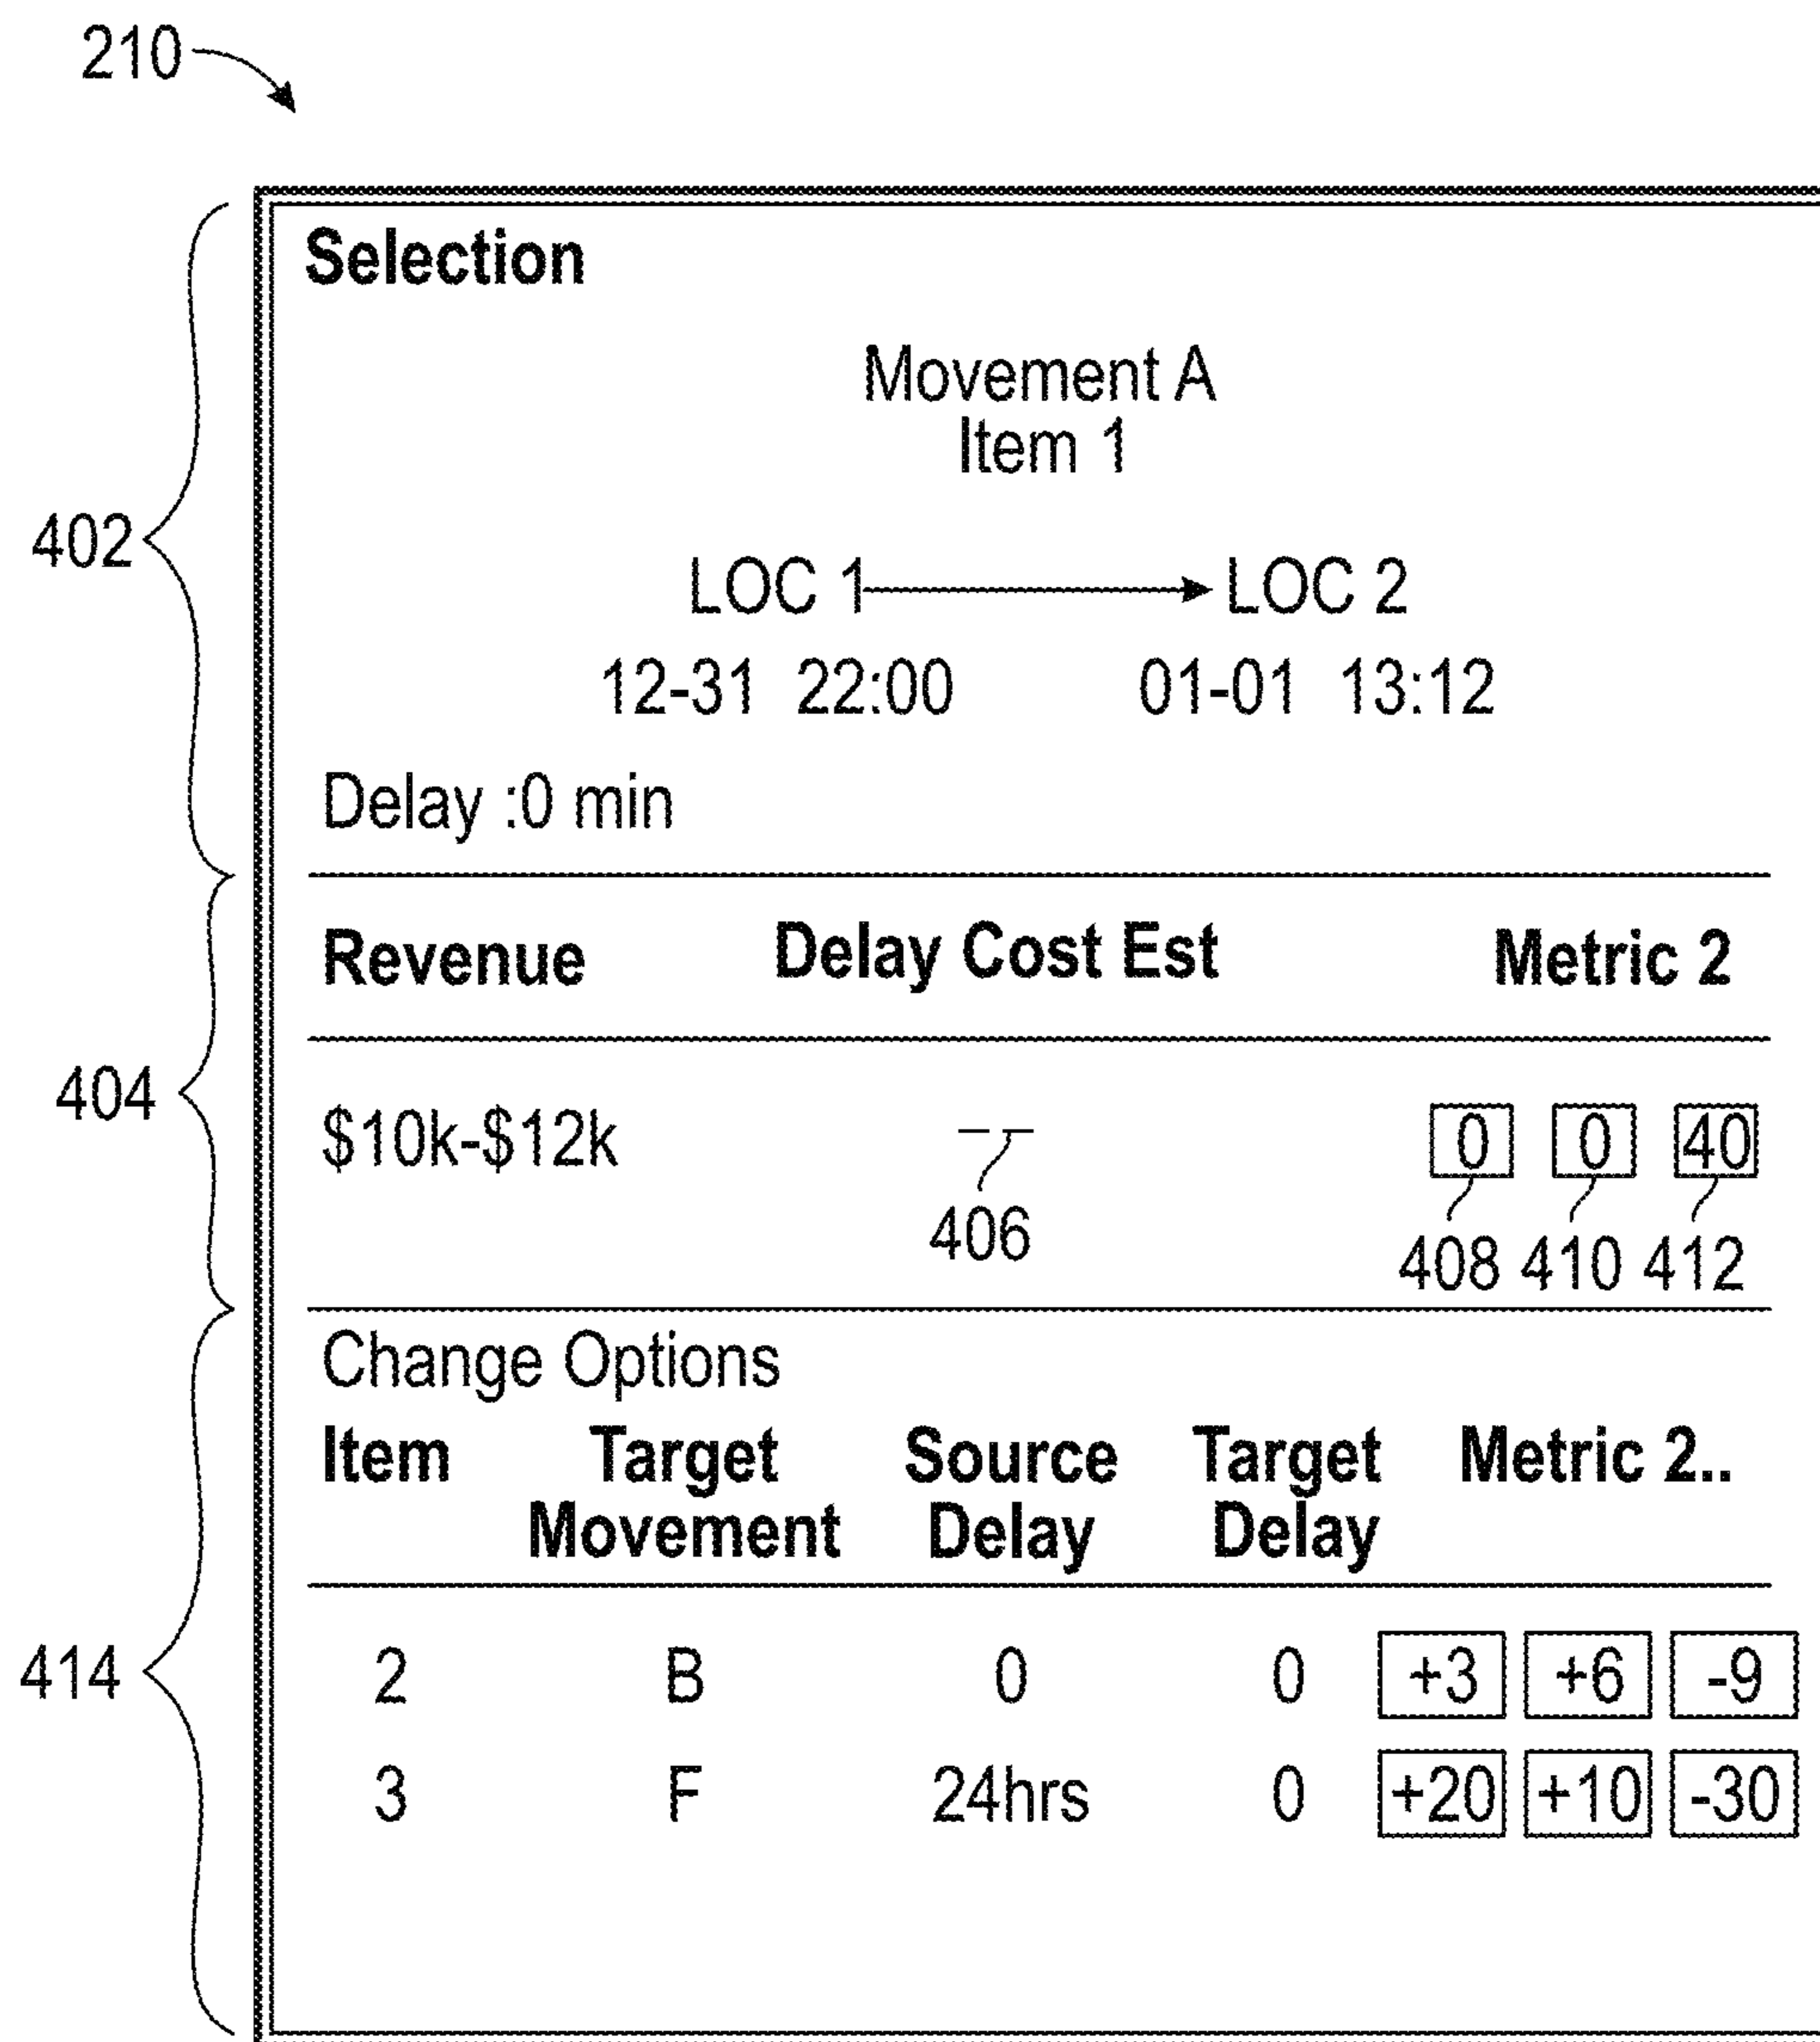 210
Selection
Movement A
Item 1
402
LOC 1 LOC 2
12-31 22:00 01-01 13:12
Delay :0 min
Revenue Delay Cost Est Metric 2
404
$10k-$12k -- 0 0 40
406 408 410 412
Change Options
Item Target Source Target Metric 2..
Movement Delay Delay
414
2 B 0 0 +3 +6 -9
3 F 24hrs 0 +20 +10 -30